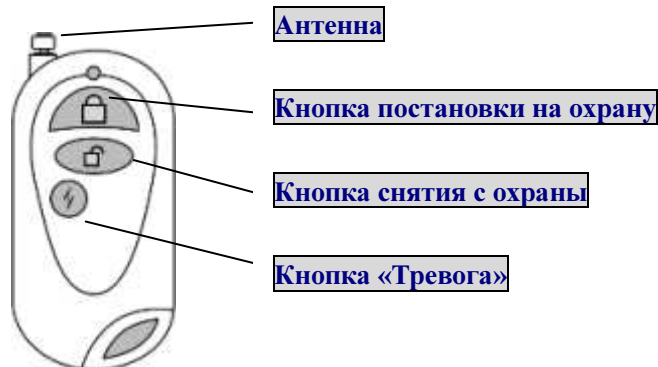 Антенна
Кнопка постановки на охрану
Кнопка снятия с охраны
Кнопка «Тревога»